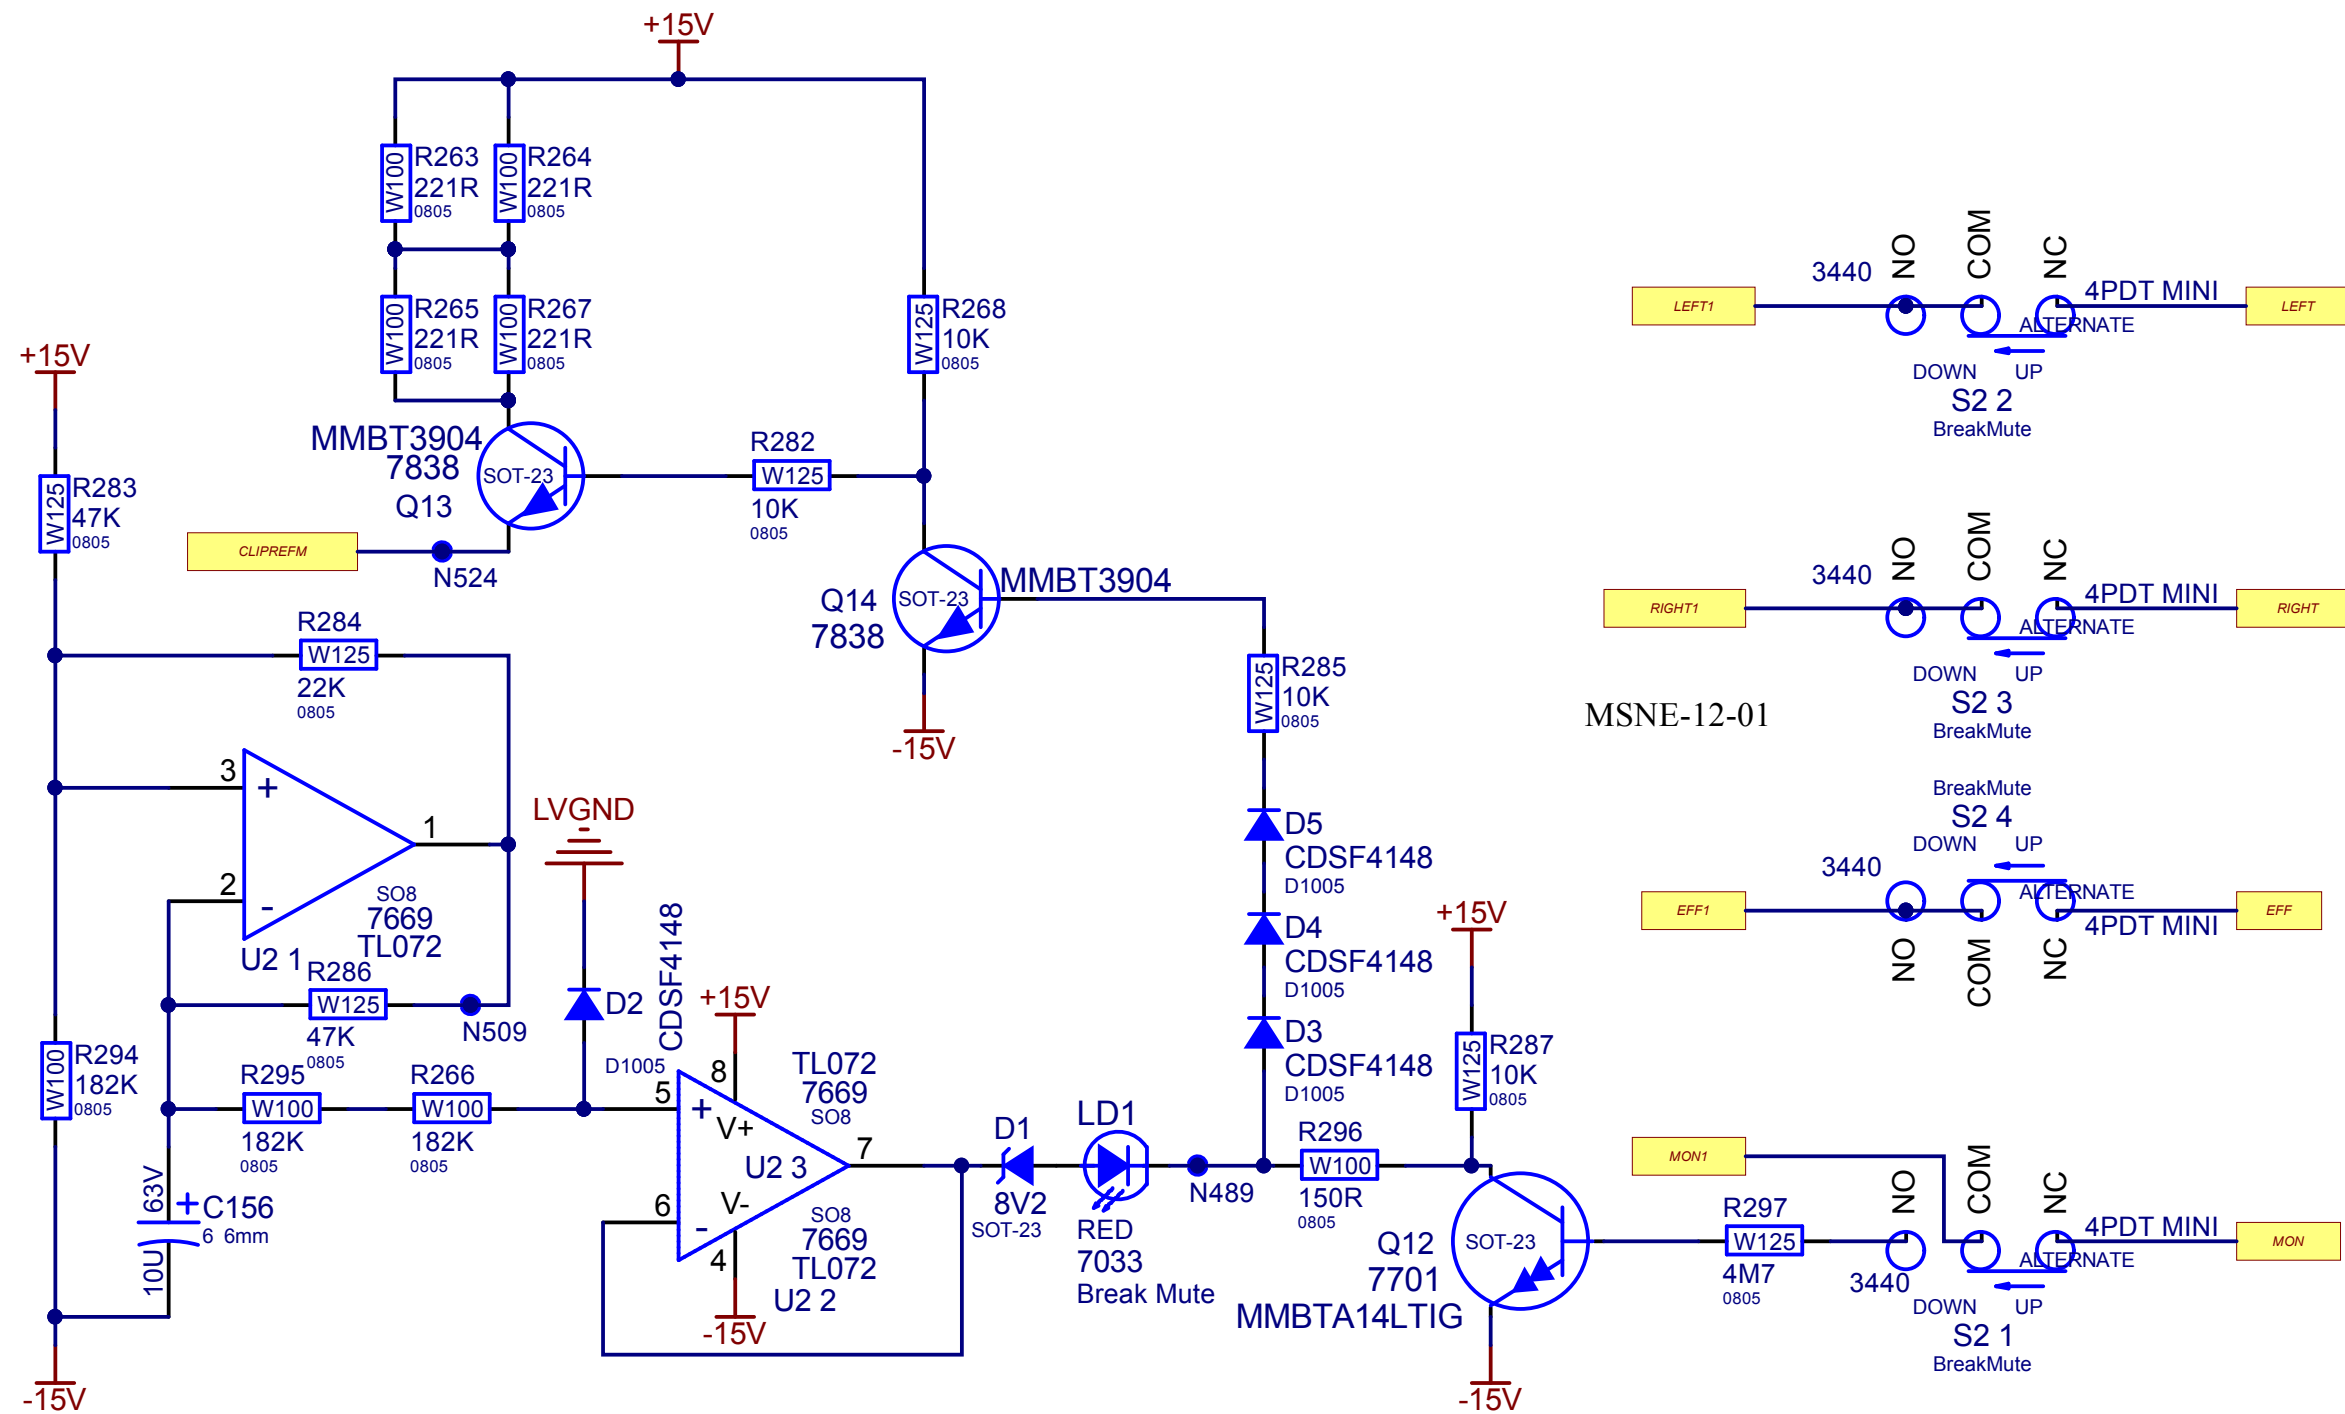 +15V
W100
R263
221R
0805
W100
R264
221R
0805
W100
R265
221R
0805
W100
R267
221R
0805
W125
R268
10K
0805
MMBT3904
7838
Q13
SOT-23
R282
W125
10K
0805
CLIPREFM
N524
Q14
7838
SOT-23
MMBT3904
-15V
+15V
W125
R283
47K
0805
R284
W125
22K
0805
3
+
2
-
1
SO8
7669
TL072
U2 1
R286
W125
47K
0805
N509
W100
R294
182K
0805
R295
W100
182K
0805
R266
W100
182K
0805
63V
+
C156
6 6mm
10U
-15V
LVGND
D2
CDSF4148
D1005
+15V
8
5
+
V+
TL072
7669
SO8
U2 3
7
6
-
V-
4
SO8
7669
TL072
U2 2
-15V
D1
8V2
SOT-23
LD1
RED
7033
Break Mute
N489
W125
R285
10K
0805
D5
CDSF4148
D1005
D4
CDSF4148
D1005
D3
CDSF4148
D1005
R296
W100
150R
0805
+15V
W125
R287
10K
0805
Q12
7701
MMBTA14LTIG
SOT-23
-15V
R297
W125
4M7
0805
LEFT1
3440
NO
COM
NC
4PDT MINI
ALTERNATE
LEFT
DOWN UP
S2 2
BreakMute
RIGHT1
3440
NO
COM
NC
4PDT MINI
ALTERNATE
RIGHT
DOWN UP
S2 3
BreakMute
MSNE-12-01
BreakMute
S2 4
DOWN UP
3440
ALTERNATE
EFF1
4PDT MINI
EFF
NO
COM
NC
MON1
NO
COM
NC
4PDT MINI
ALTERNATE
MON
3440
DOWN UP
S2 1
BreakMute